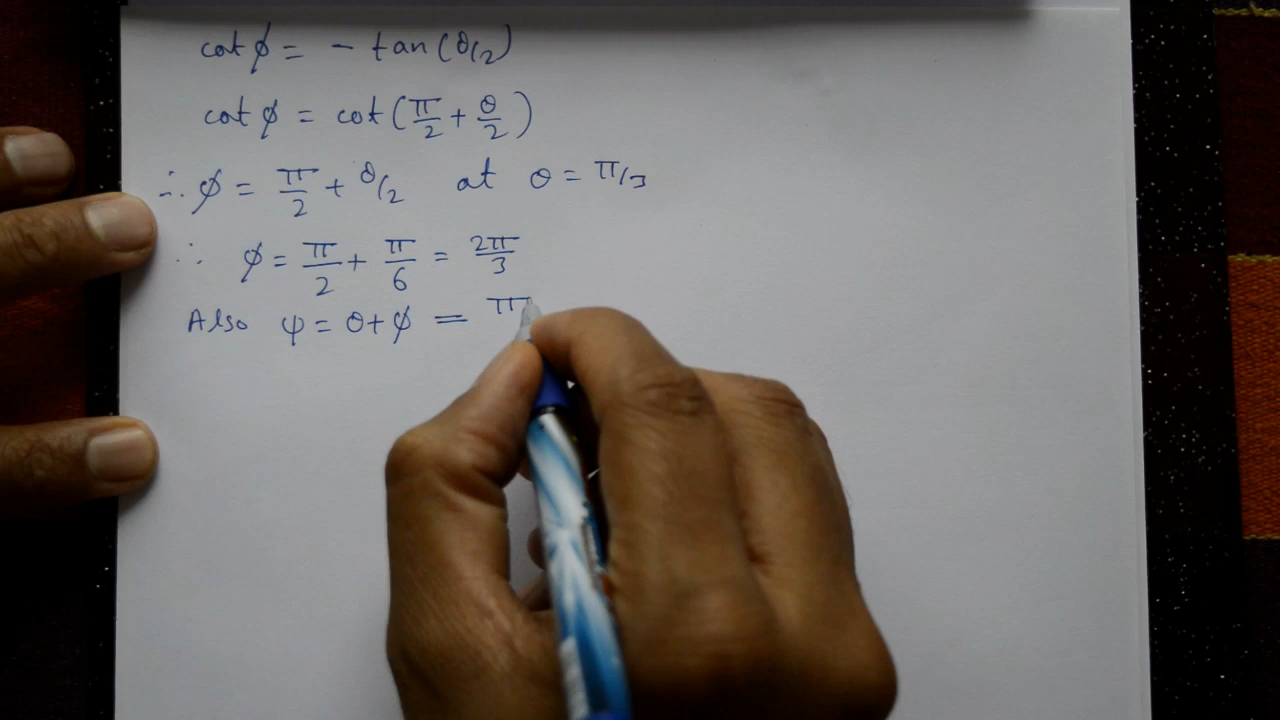 cot φ = - tan(θ/2)
cot φ = cot(π/2 + θ/2)
∴ φ = π/2 + θ/2 at θ = π/3
∴ φ = π/2 + π/6 = 2π/3
Also ψ = θ + φ = π